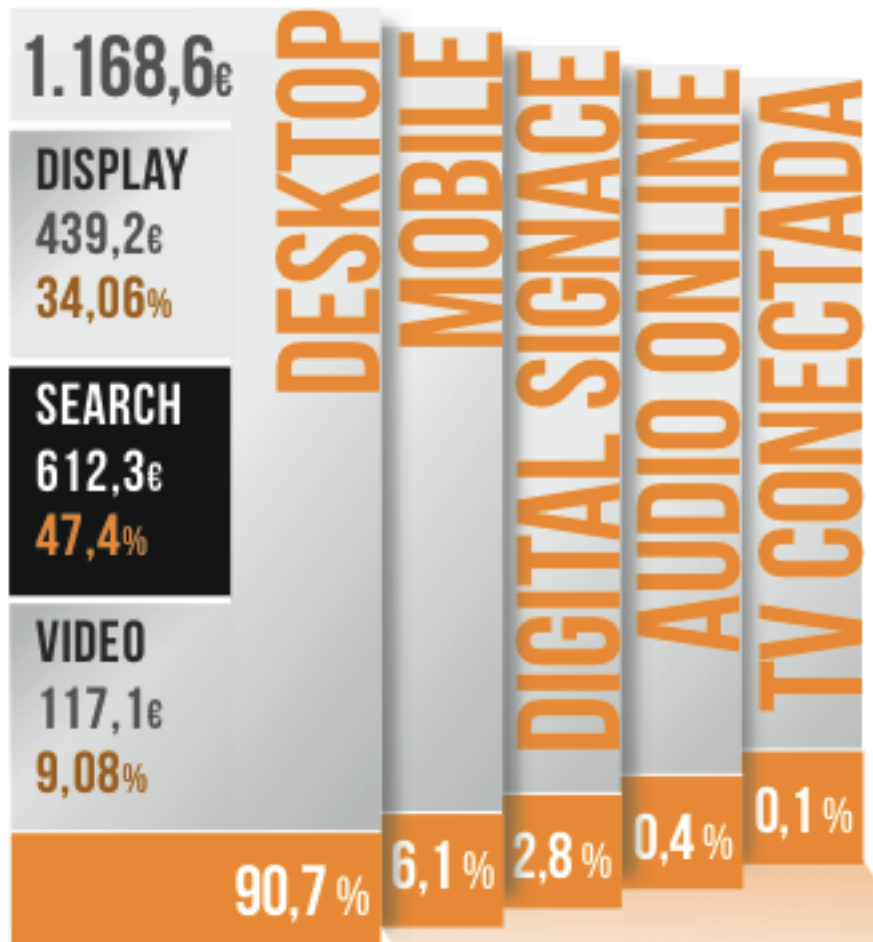 1.168,6€
DISPLAY
439,2€
34,06%
SEARCH
612,3€
47,4%
VIDEO
117,1€
9,08%
DESKTOP
90,7 %
MOBILE
6,1 %
DIGITAL SIGNACE
2,8 %
AUDIO ONLINE
0,4 %
TV CONECTADA
0,1 %